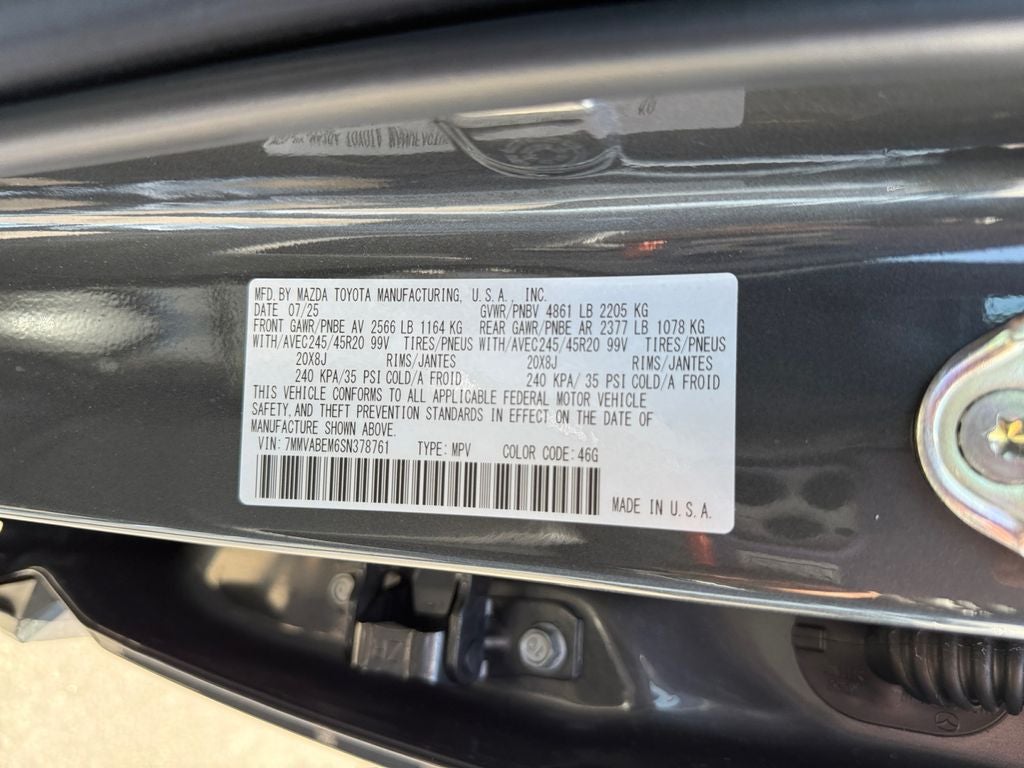 MFD. BY MAZDA TOYOTA MANUFACTURING, U.S.A., INC.
DATE 07/25 GVWR/PNBV 4861 LB 2205 KG
FRONT GAWR/PNBE AV 2566 LB 1164 KG REAR GAWR/PNBE AR 2377 LB 1078 KG
WITH/AVEC245/45R20 99V TIRES/PNEUS WITH/AVEC245/45R20 99V TIRES/PNEUS
20X8J RIMS/JANTES 20X8J RIMS/JANTES
240 KPA/35 PSI COLD/A FROID 240 KPA/ 35 PSI COLD/A FROID
THIS VEHICLE CONFORMS TO ALL APPLICABLE FEDERAL MOTOR VEHICLE
SAFETY, AND THEFT PREVENTION STANDARDS IN EFFECT ON THE DATE OF
MANUFACTURE SHOWN ABOVE.
VIN: 7MMVABEM6SN378761 TYPE: MPV COLOR CODE: 46G
MADE IN U.S.A.